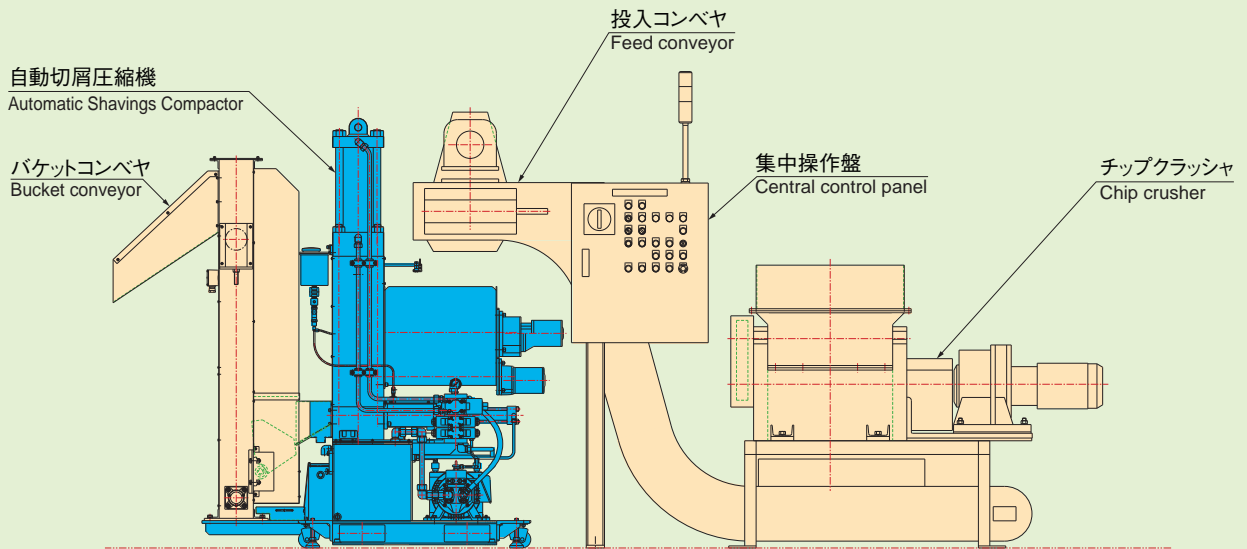 投入コンベヤ
Feed conveyor
自動切屑圧縮機
Automatic Shavings Compactor
バケットコンベヤ
Bucket conveyor
集中操作盤
Central control panel
チップクラッシャ
Chip crusher